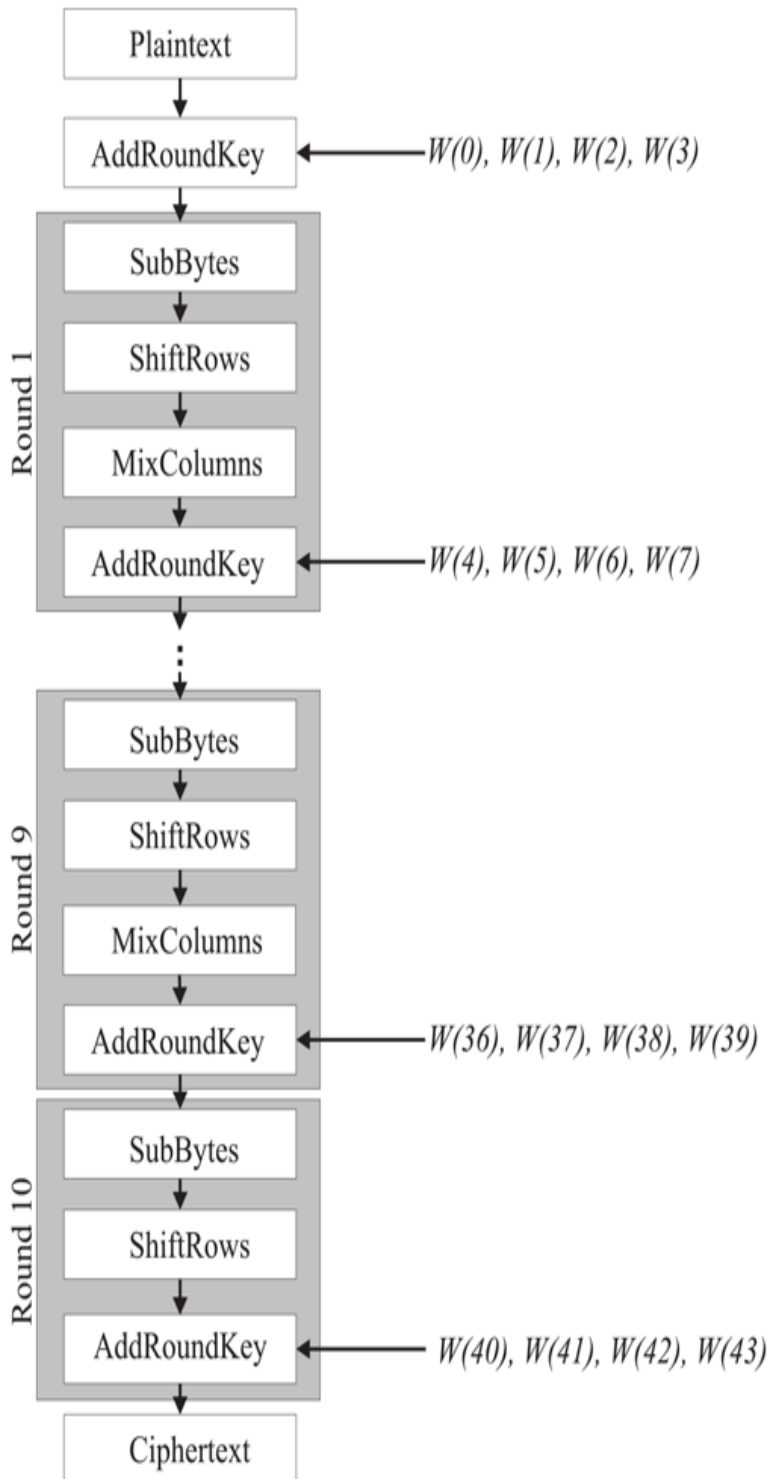 Plaintext
AddRoundKey
W(0), W(1), W(2), W(3)
Round 1
SubBytes
ShiftRows
MixColumns
AddRoundKey
W(4), W(5), W(6), W(7)
Round 9
SubBytes
ShiftRows
MixColumns
AddRoundKey
W(36), W(37), W(38), W(39)
Round 10
SubBytes
ShiftRows
AddRoundKey
W(40), W(41), W(42), W(43)
Ciphertext